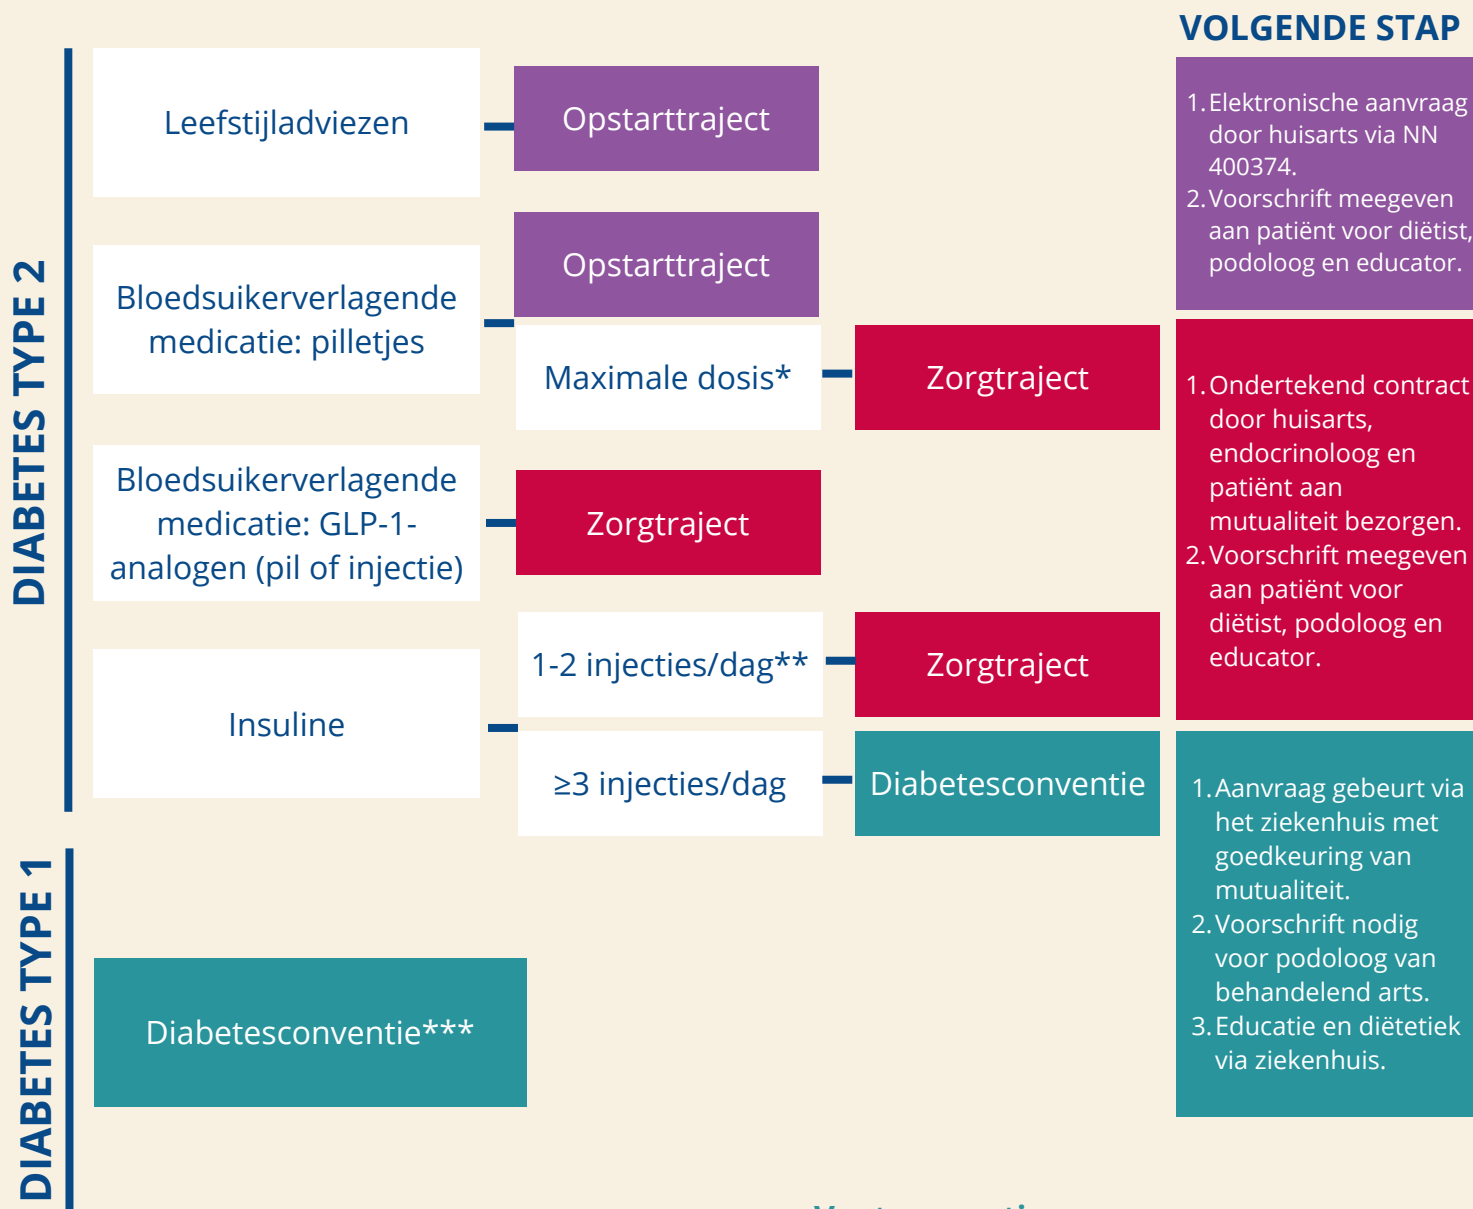 VOLGENDE STAP
DIABETES TYPE 2
Leefstijladviezen
Opstarttraject
Bloedsuikerverlagende
medicatie: pilletjes
Opstarttraject
Maximale dosis*
Zorgtraject
Bloedsuikerverlagende
medicatie: GLP-1-
analogen (pil of injectie)
Zorgtraject
Insuline
1-2 injecties/dag**
Zorgtraject
≥3 injecties/dag
Diabetesconventie
1. Elektronische aanvraag
door huisarts via NN
400374.
2. Voorschrift meegeven
aan patiënt voor diëtist,
podoloog en educator.
1. Ondertekend contract
door huisarts,
endocrinoloog en
patiënt aan
mutualiteit bezorgen.
2. Voorschrift meegeven
aan patiënt voor
diëtist, podoloog en
educator.
1. Aanvraag gebeurt via
het ziekenhuis met
goedkeuring van
mutualiteit.
2. Voorschrift nodig
voor podoloog van
behandelend arts.
3. Educatie en diëtetiek
via ziekenhuis.
DIABETES TYPE 1
Diabetesconventie***